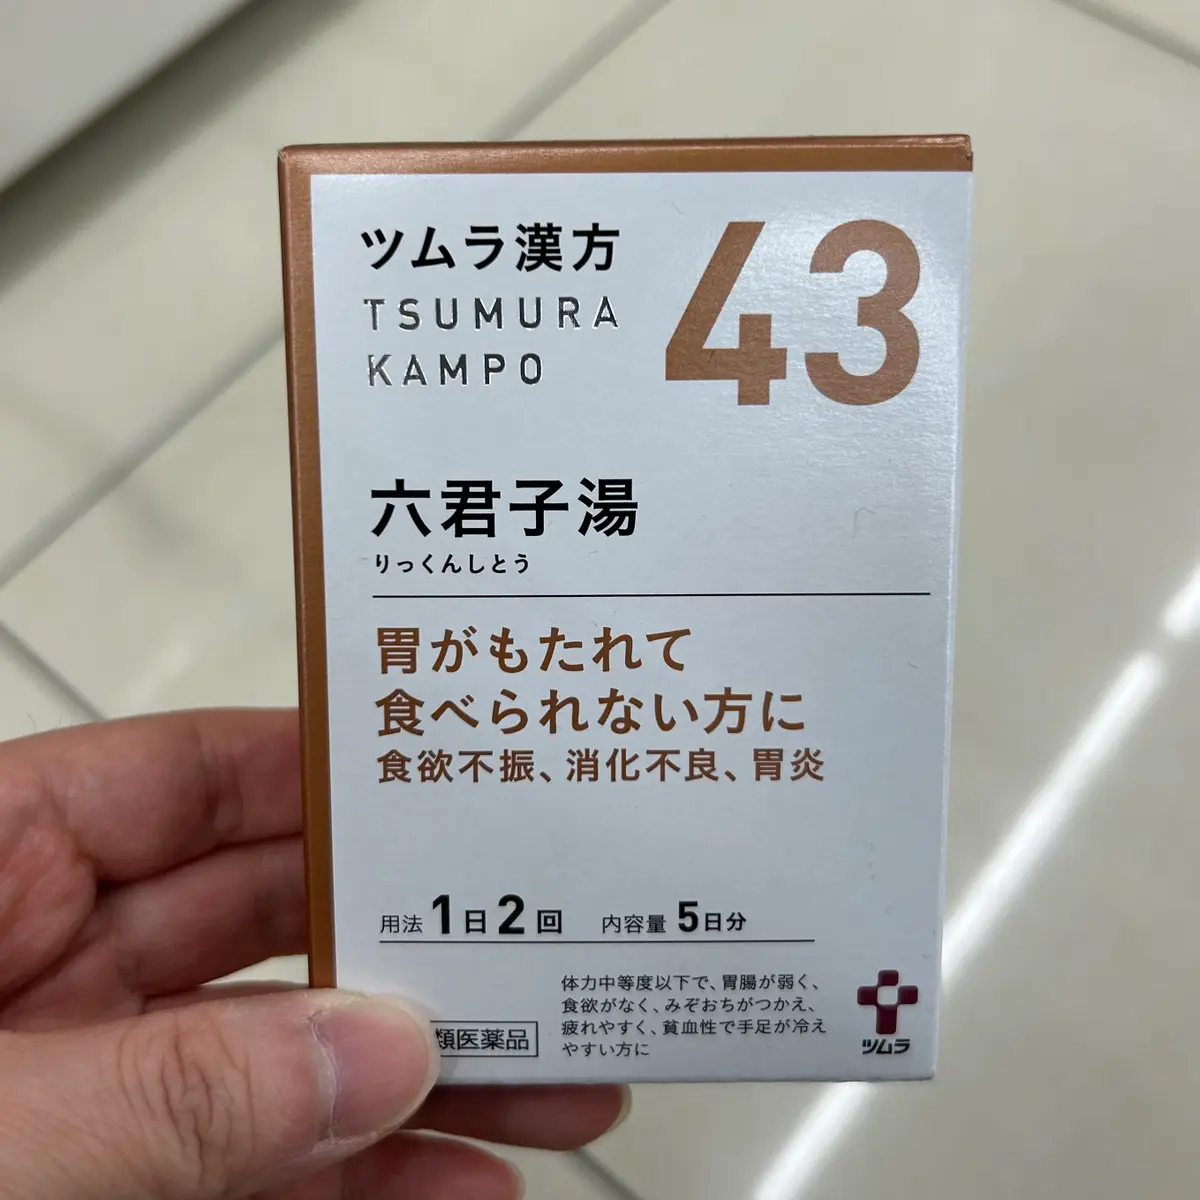 ツムラ漢方
TSUMURA
KAMPO
43
六君子湯
りっくんしとう
胃がもたれて
食べられない方に
食欲不振、消化不良、胃炎
用法 1日2回 内容量 5日分
体力中等度以下で、胃腸が弱く、
食欲がなく、みぞおちがつかえ、
疲れやすく、貧血性で手足が冷え
やすい方に
類医薬品
ツムラ